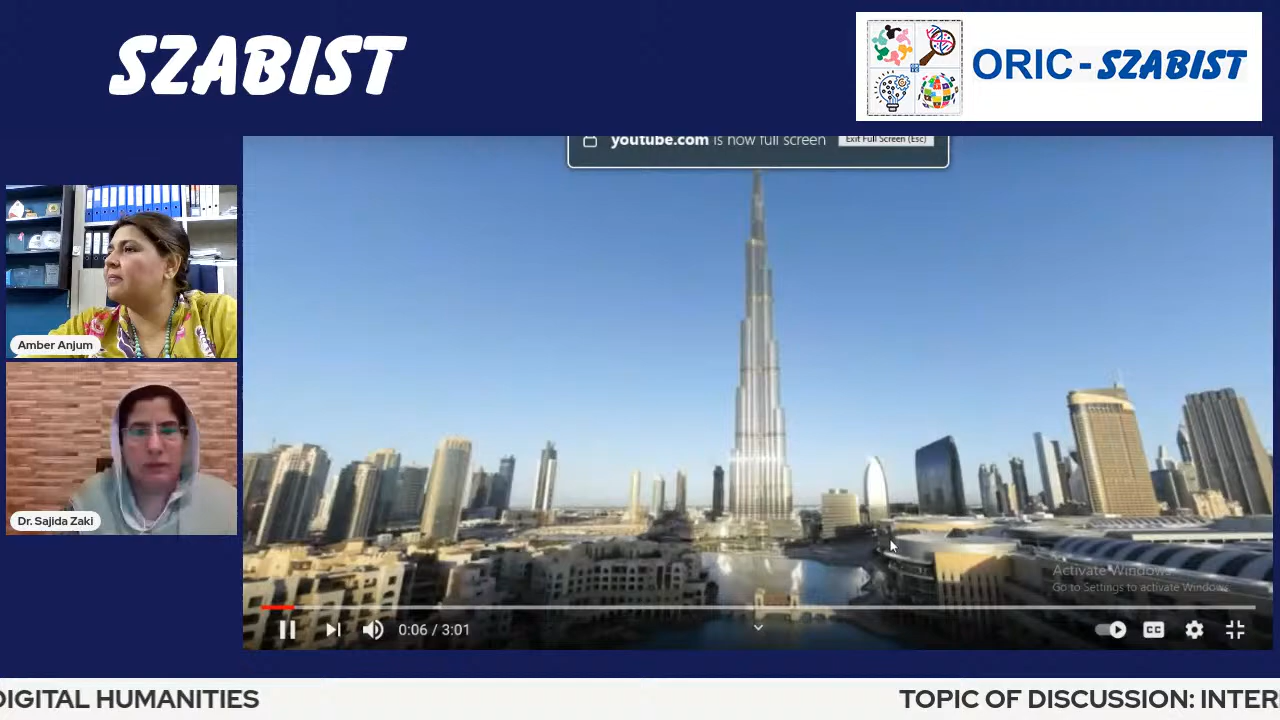 SZABIST
ORIC - SZABIST
youtube.com is now full screen
Exit Full Screen (Esc)
Amber Anjum
Dr. Sajida Zaki
Activate Windows
Go to Settings to activate Windows.
0:06 / 3:01
CC
DIGITAL HUMANITIES
TOPIC OF DISCUSSION: INTER